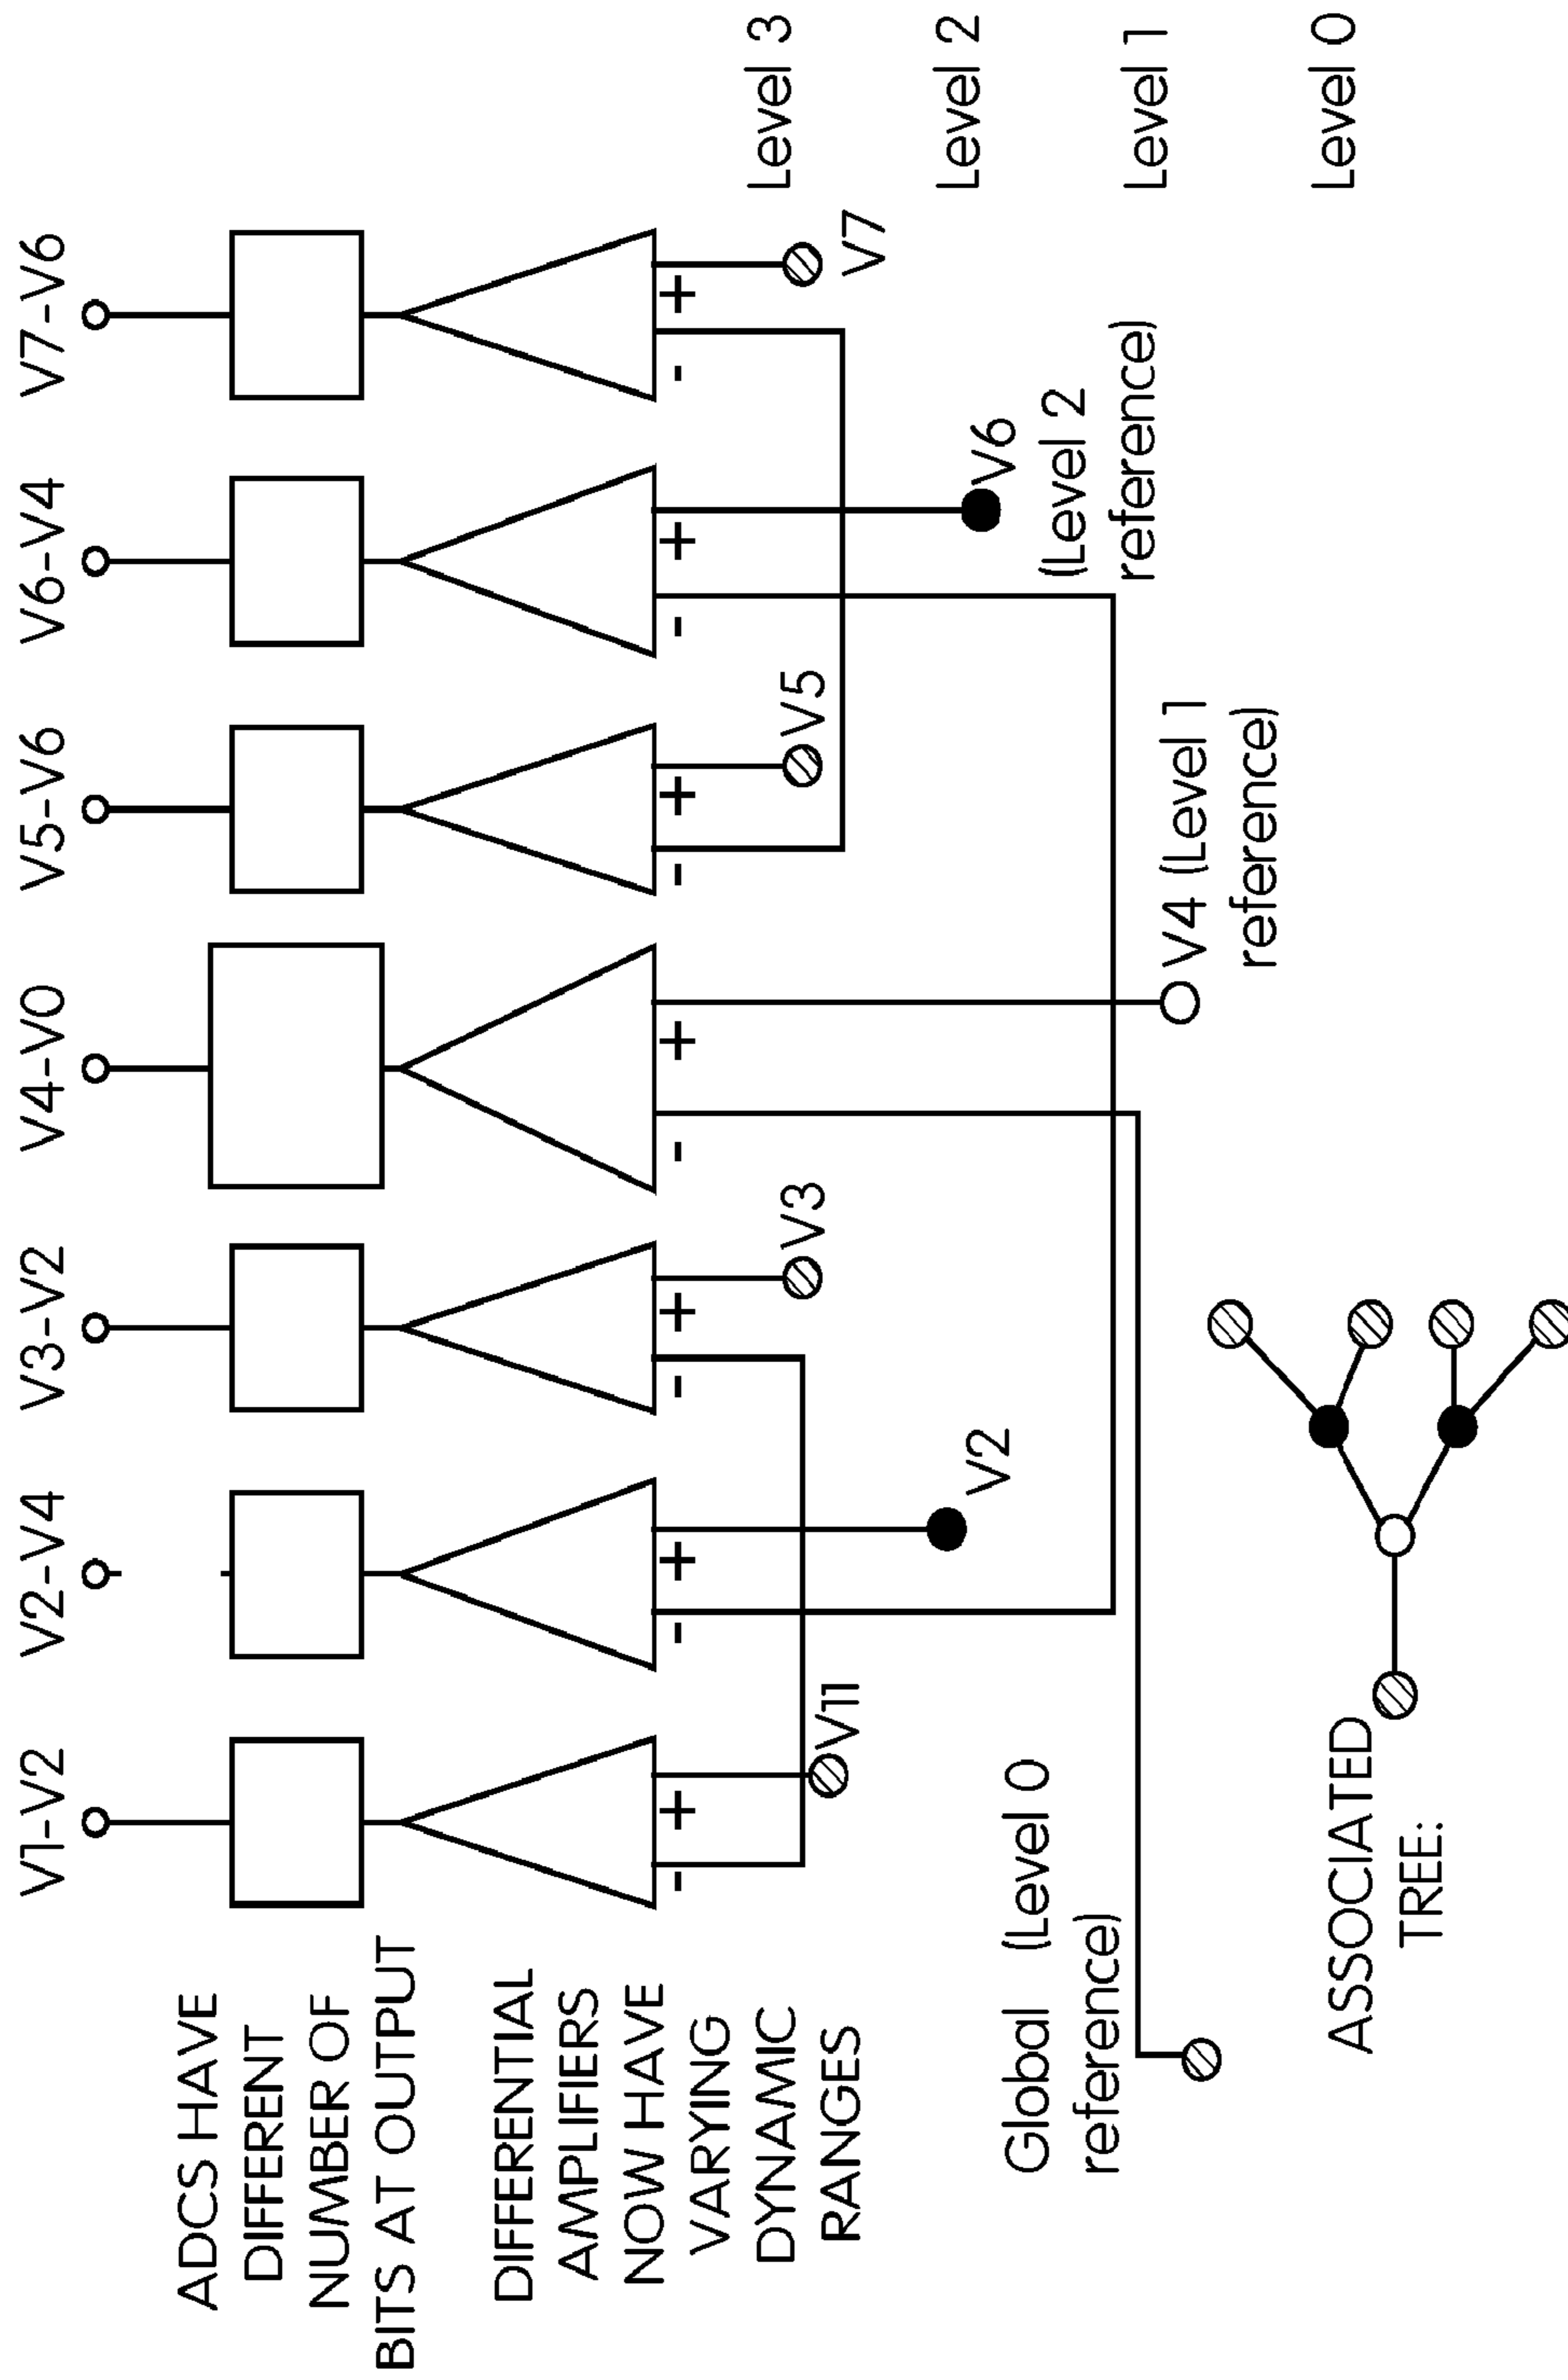 V1-V2 V2-V4 V3-V2 V4-V0 V5-V6 V6-V4 V7-V6
ADCS HAVE
DIFFERENT
NUMBER OF
BITS AT OUTPUT
DIFFERENTIAL
AMPLIFIERS
NOW HAVE
VARYING
DYNAMIC
RANGES
- + - + - + - + - + - + - +
V11
V3
V5
V7
Level 3
V2
V6
(Level 2
reference)
Level 2
Global (Level 0
reference)
V4 (Level 1
reference)
Level 1
Level 0
ASSOCIATED
TREE: